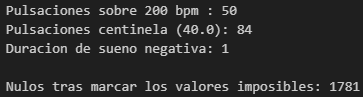 Pulsaciones sobre 200 bpm : 50
Pulsaciones centinela (40.0): 84
Duracion de sueno negativa: 1
Nulos tras marcar los valores imposibles: 1781